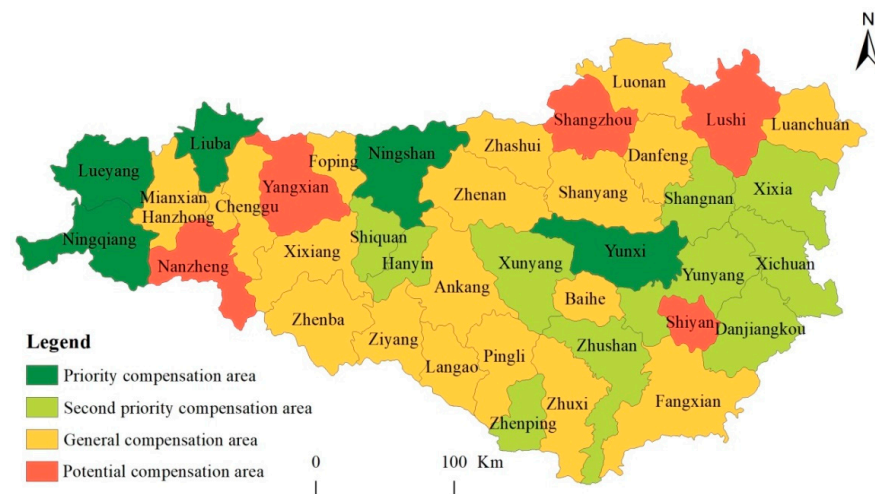 N
Luonan
Shangzhou
Lushi
Luanchuan
Liuba
Foping
Ningshan
Zhashui
Danfeng
Lueyang
Yangxian
Mianxian
Chenggu
Zhenan
Shanyang
Shangnan
Xixia
Hanzhong
Ningqiang
Nanzheng
Xixiang
Shiquan
Hanyin
Xunyang
Yunxi
Yunyang
Xichuan
Ankang
Baihe
Zhenba
Ziyang
Shiyan
Danjiangkou
Zhushan
Langao
Pingli
Zhuxi
Fangxian
Zhenping
Legend
Priority compensation area
Second priority compensation area
General compensation area
Potential compensation area
0 100 Km